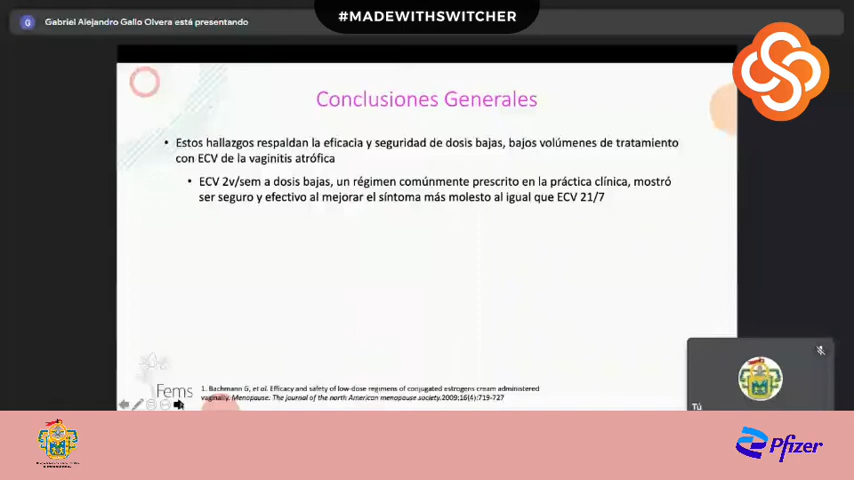 #MADEWITHSWITCHER
G Gabriel Alejandro Gallo Olvera está presentando
Conclusiones Generales
• Estos hallazgos respaldan la eficacia y seguridad de dosis bajas, bajos volúmenes de tratamiento
con ECV de la vaginitis atrófica
• ECV 2v/sem a dosis bajas, un régimen comúnmente prescrito en la práctica clínica, mostró
ser seguro y efectivo al mejorar el síntoma más molesto al igual que ECV 21/7
Fems
1. Bachmann G, et al. Efficacy and safety of low-dose regimens of conjugated estrogens cream administered
vaginally. Menopause. The journal of the north American menopause society.2009;16(4):719-727
Tú
Pfizer